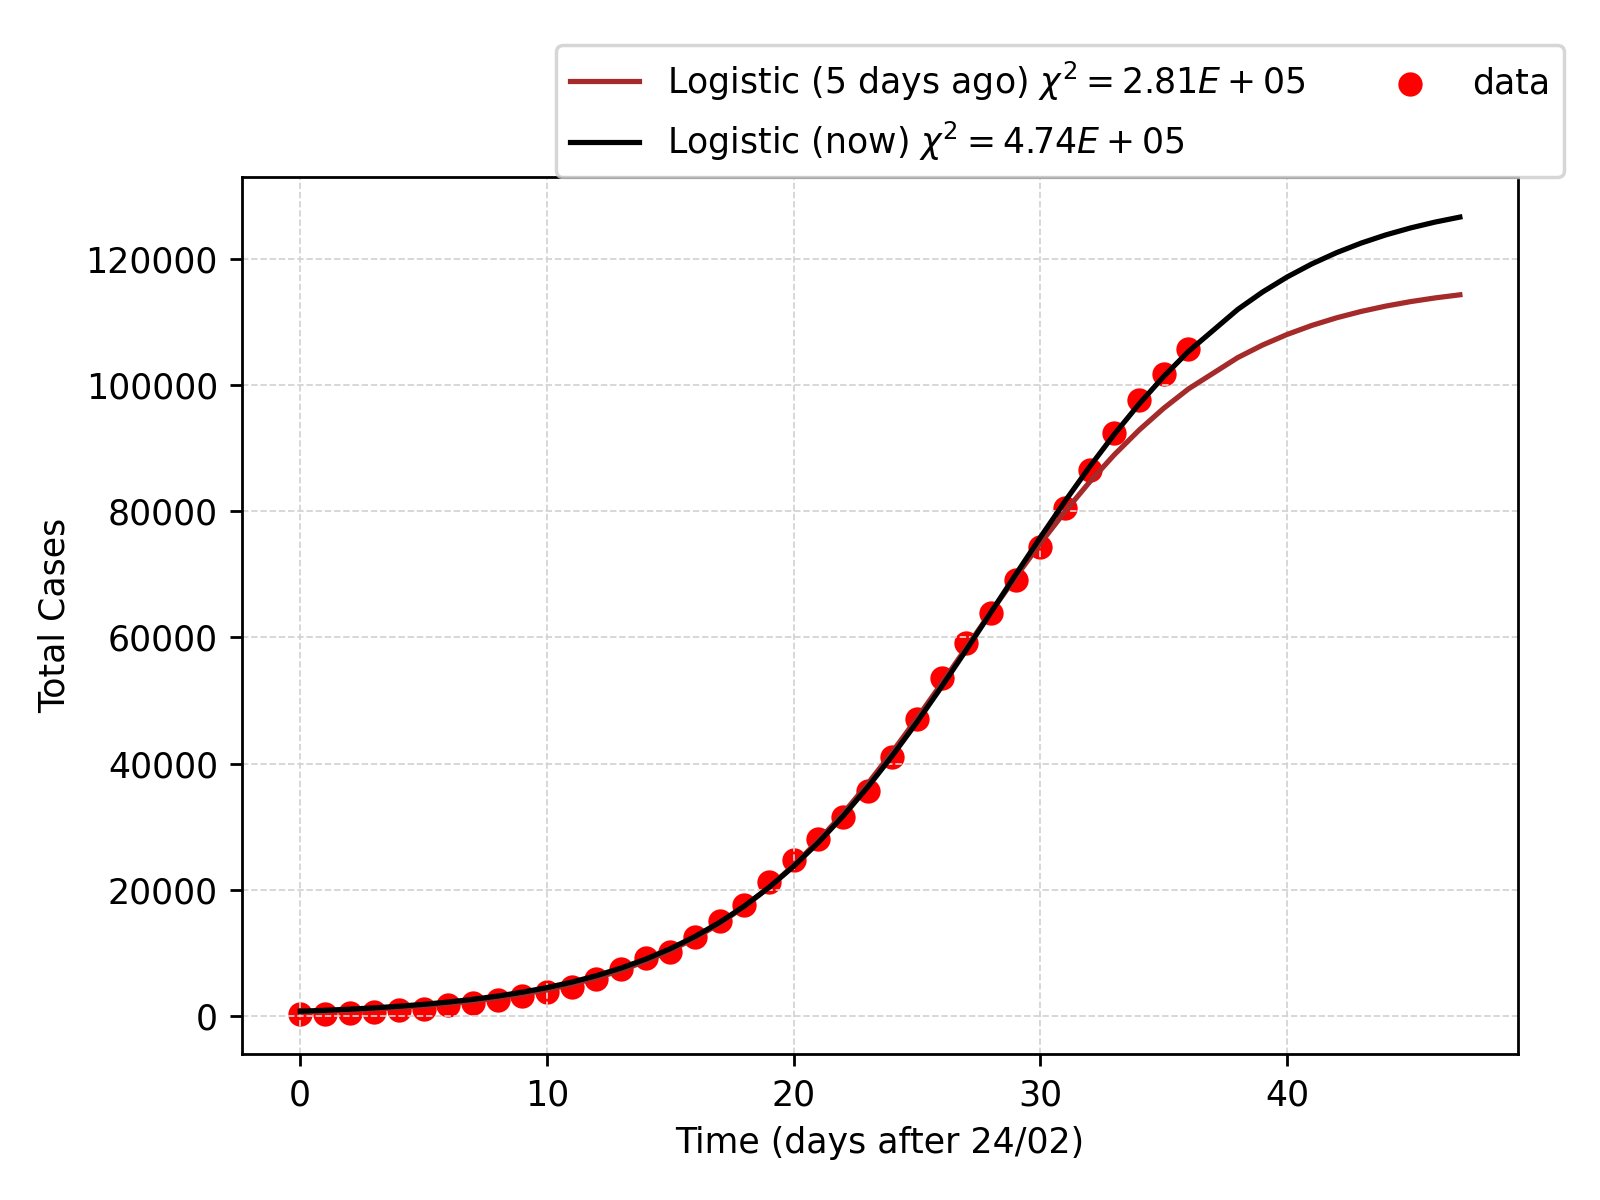 Logistic (5 days ago) χ² = 2.81E + 05
data
Logistic (now) χ² = 4.74E + 05
120000
100000
80000
60000
40000
20000
0
Total Cases
0 10 20 30 40
Time (days after 24/02)